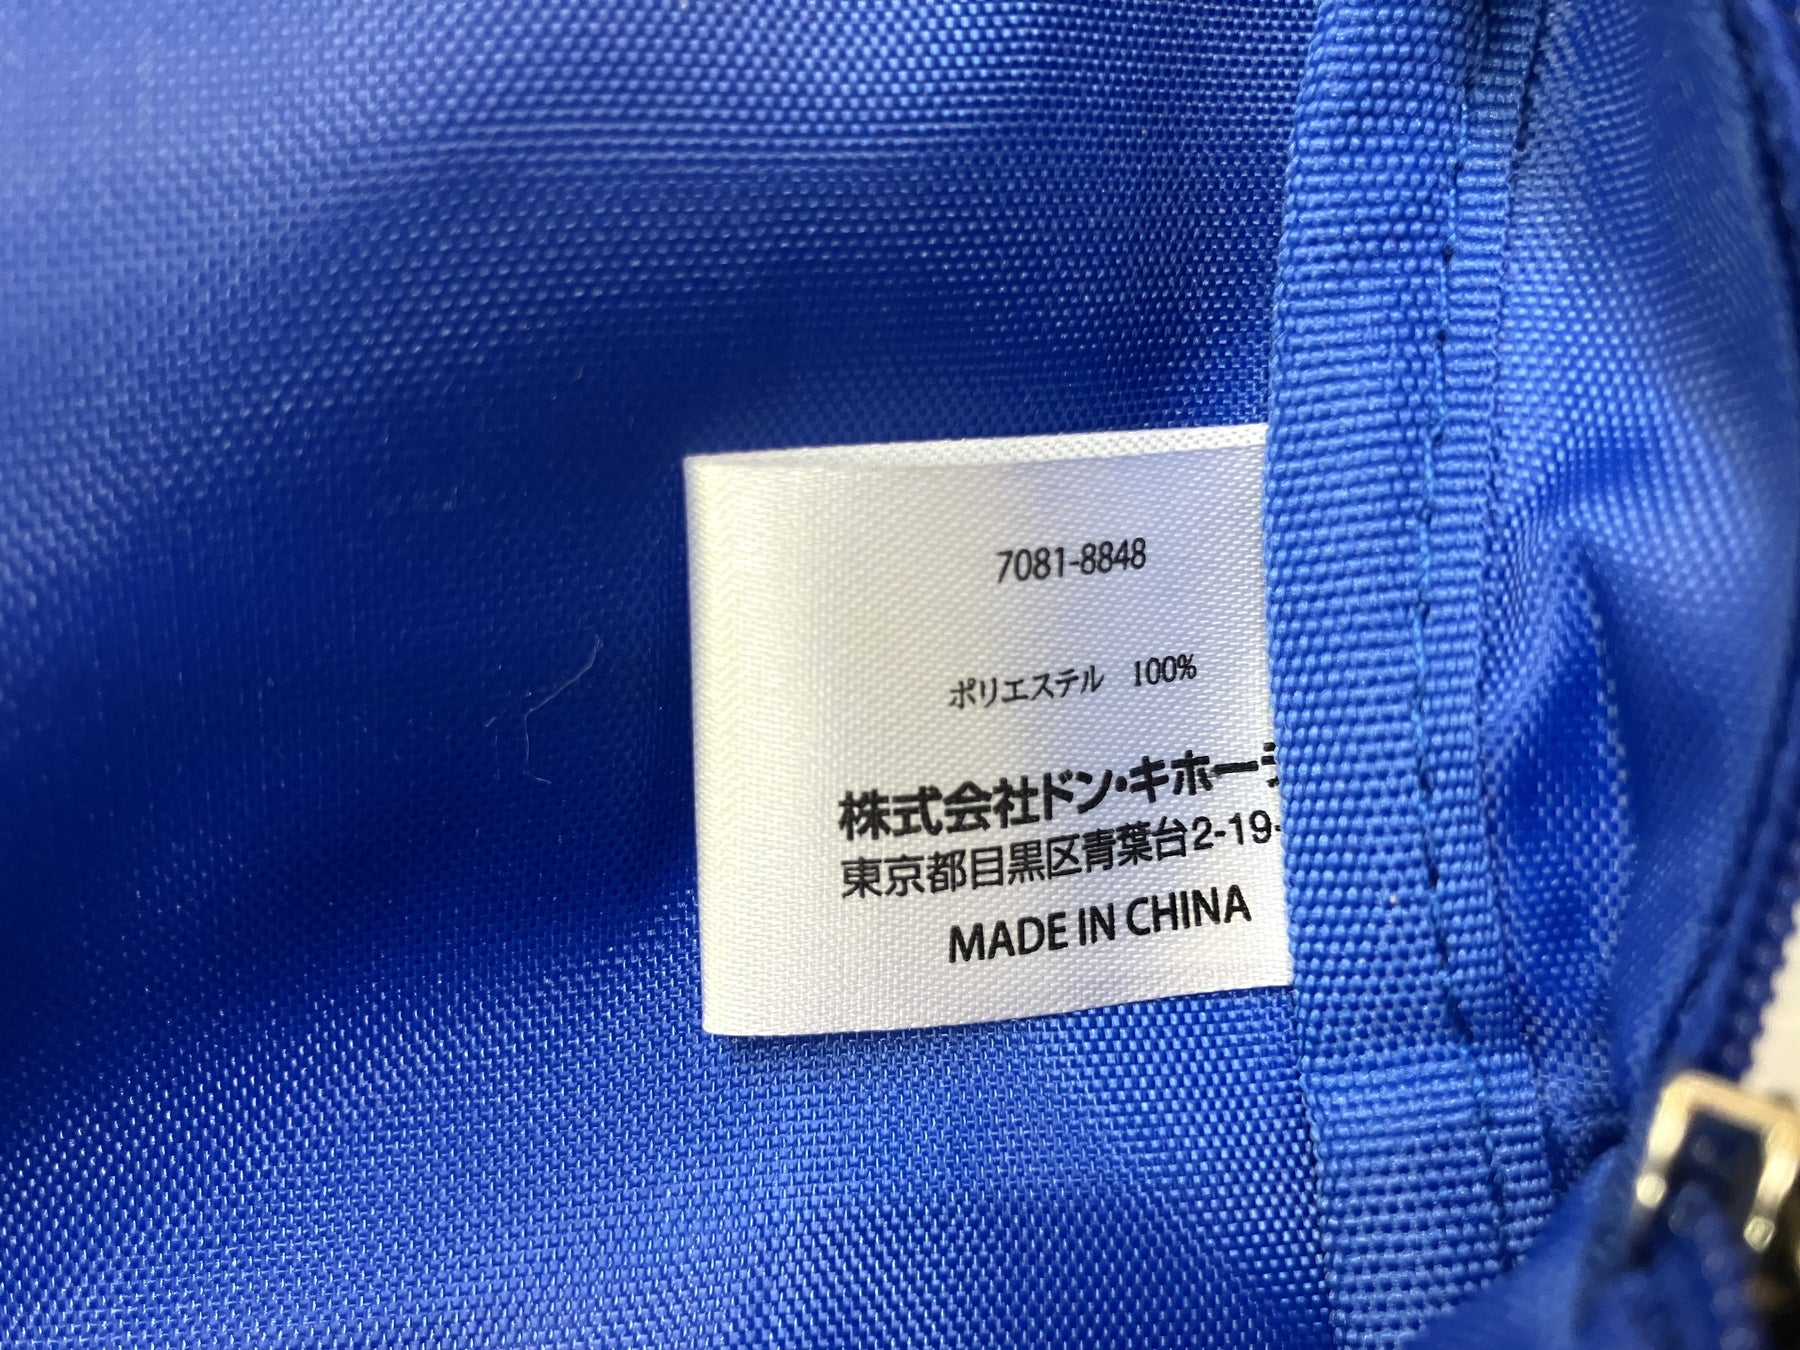 7081-8848
ポリエステル 100%
株式会社ドン・キホーテ
東京都目黒区青葉台2-19-
MADE IN CHINA